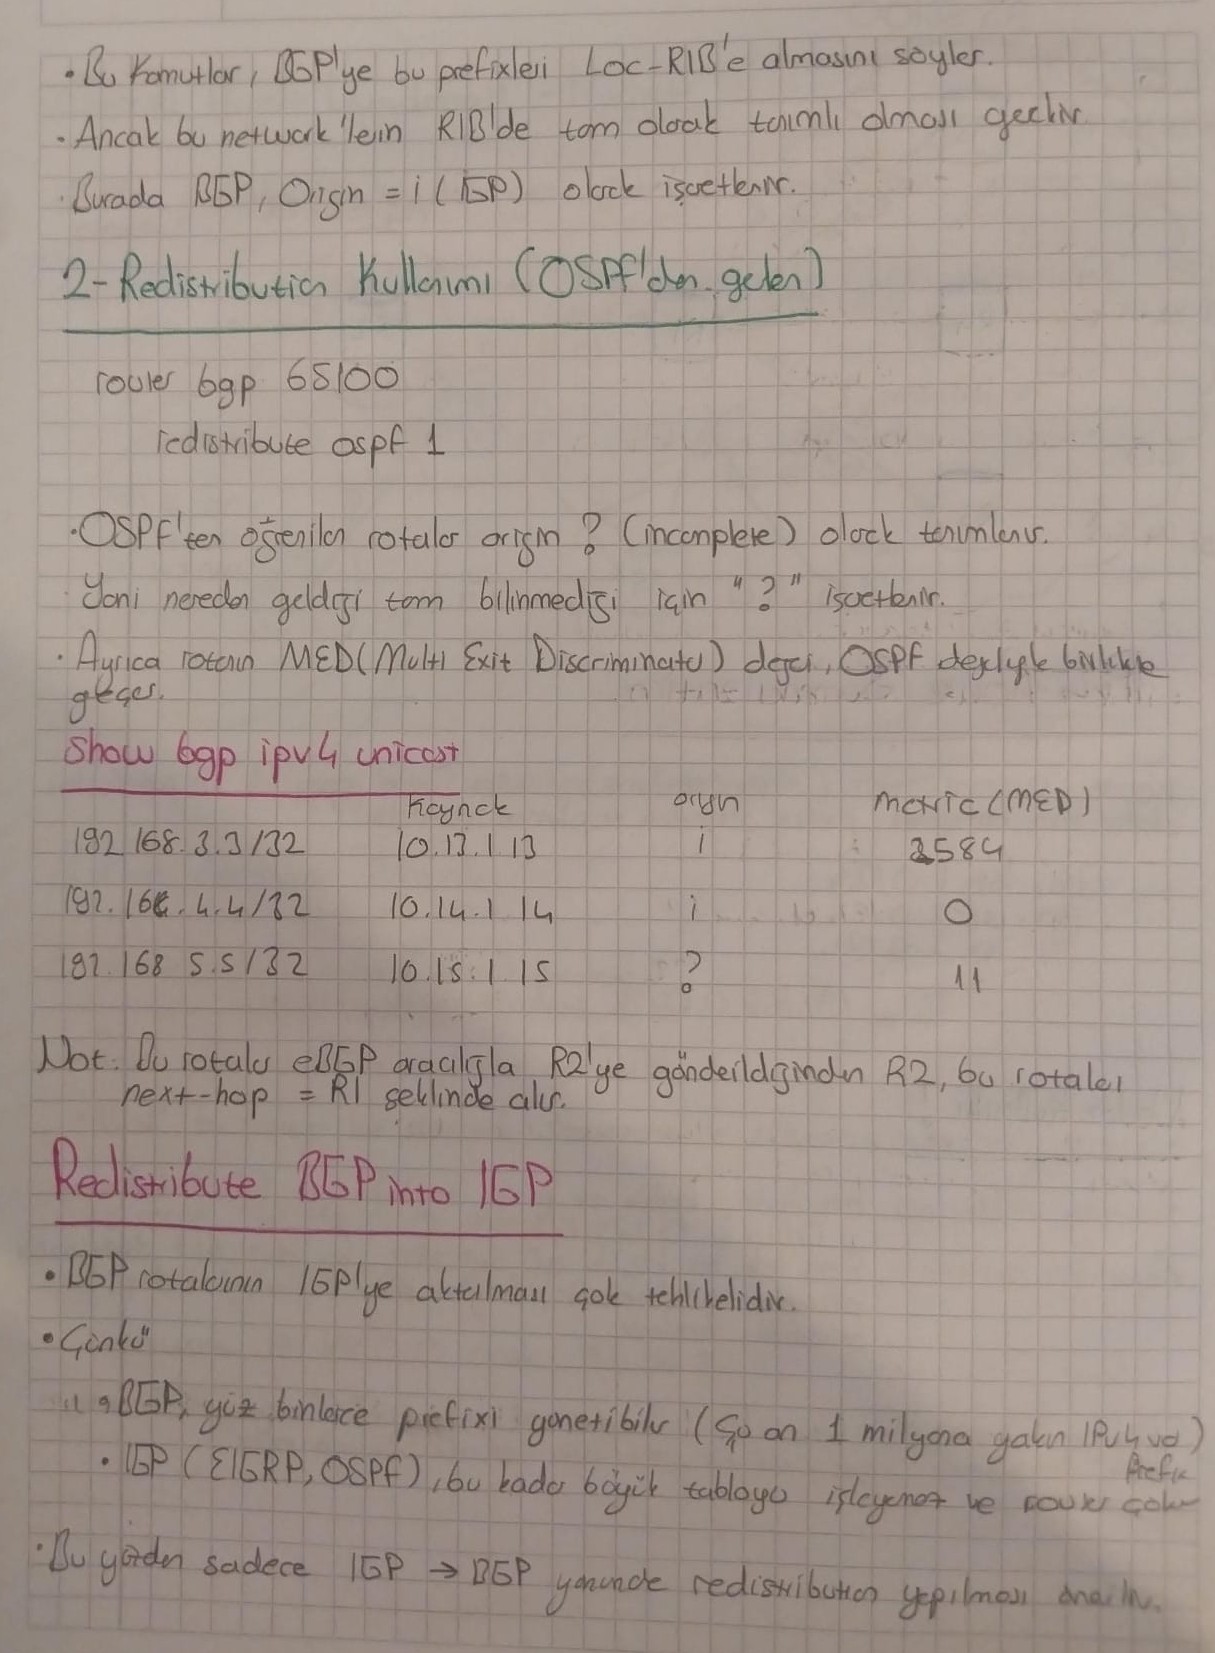 • Bu Komutlar, BGP'ye bu prefixleri Loc-RIB'e almasını söyler.
• Ancak bu network'lerin RIB'de tam olarak tanımlı olması gerekir.
• Burada BGP, Origin = i (IGP) olarak işaretlenir.
2- Redistribution Kullanımı (OSPF'den gelen)
router bgp 65100
redistribute ospf 1
• OSPF'ten öğrenilen rotalar origin ? (incomplete) olarak tanımlanır.
Yani nereden geldiği tam bilinmediği için "?" işaretlenir.
• Ayrıca rotanın MED (Multi Exit Discriminator) değeri, OSPF değeriyle birlikte
geçer.
Show bgp ipv4 unicast
Kaynak origin metric (MED)
192.168.3.3/32 10.13.1.13 i 3584
192.168.4.4/32 10.14.1.14 i 0
192.168.5.5/32 10.15.1.15 ? 11
Not: Bu rotalar eBGP aracılığıyla R2'ye gönderildiğinden R2, bu rotaları
next-hop = R1 şeklinde alır.
Redistribute BGP into IGP
• BGP rotalarının IGP'ye aktarılması çok tehlikelidir.
• Çünkü
• BGP, yüz binlerce prefixi yönetibilir (Şu an 1 milyona yakın IPv4 var)
Prefix
• IGP (EIGRP, OSPF), bu kadar büyük tabloyu işleyemez ve router çöker
• Bu yüzden sadece IGP → BGP yönünde redistribution yapılması önerilir.